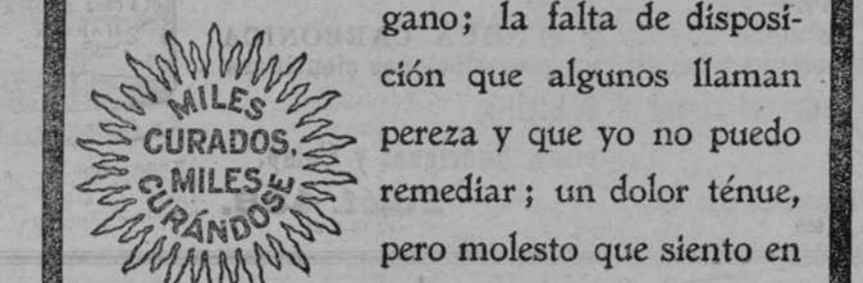 MILES
CURADOS,
MILES
CURÁNDOSE
gano; la falta de disposi-
ción que algunos llaman
pereza y que yo no puedo
remediar; un dolor ténue,
pero molesto que siento en